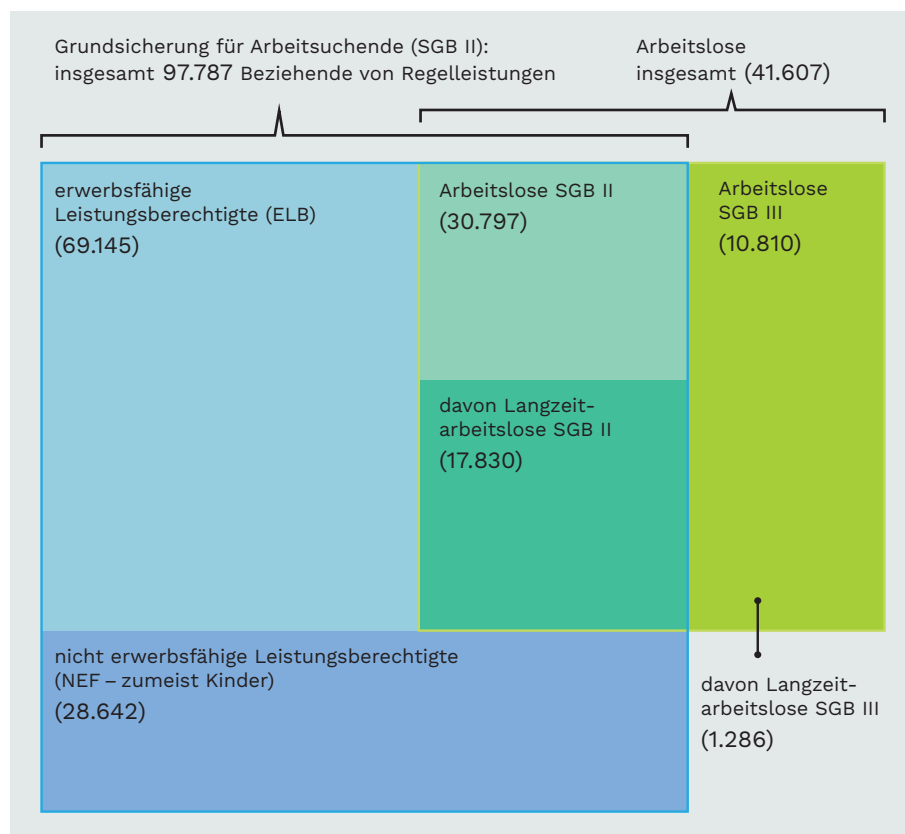 Grundsicherung für Arbeitsuchende (SGB II):
insgesamt 97.787 Beziehende von Regelleistungen
Arbeitslose
insgesamt (41.607)
erwerbsfähige
Leistungsberechtigte (ELB)
(69.145)
Arbeitslose SGB II
(30.797)
Arbeitslose
SGB III
(10.810)
davon Langzeit-
arbeitslose SGB II
(17.830)
nicht erwerbsfähige Leistungsberechtigte
(NEF – zumeist Kinder)
(28.642)
davon Langzeit-
arbeitslose SGB III
(1.286)